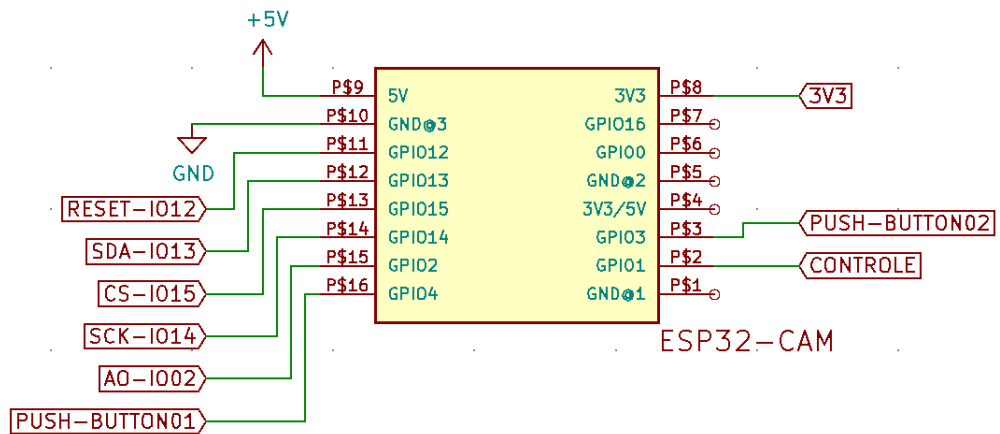 +5V
P$9 5V 3V3 P$8 3V3
P$10 GND@3 GPIO16 P$7
P$11 GPIO12 GPIO0 P$6
GND
P$12 GPIO13 GND@2 P$5
RESET-IO12
P$13 GPIO15 3V3/5V P$4
P$14 GPIO14 GPIO3 P$3 PUSH-BUTTON02
SDA-IO13
P$15 GPIO2 GPIO1 P$2 CONTROLE
CS-IO15
P$16 GPIO4 GND@1 P$1
SCK-IO14
ESP32-CAM
AO-IO02
PUSH-BUTTON01